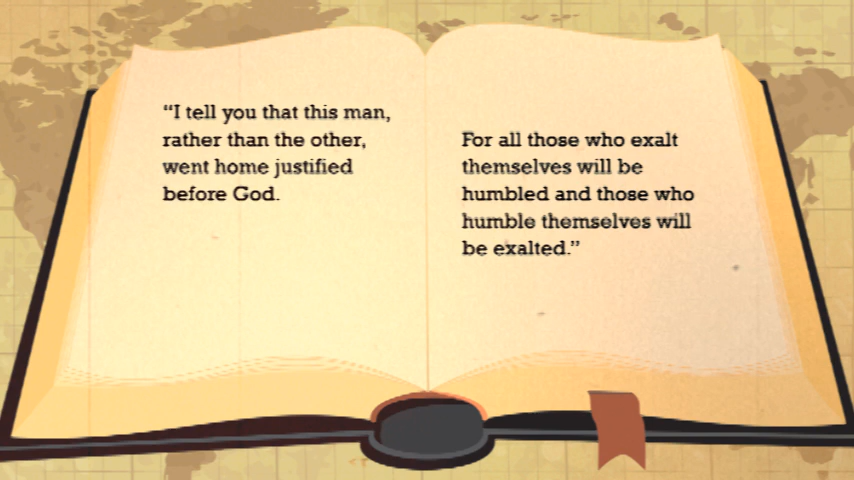 “I tell you that this man,
rather than the other,
went home justified
before God.
For all those who exalt
themselves will be
humbled and those who
humble themselves will
be exalted.”